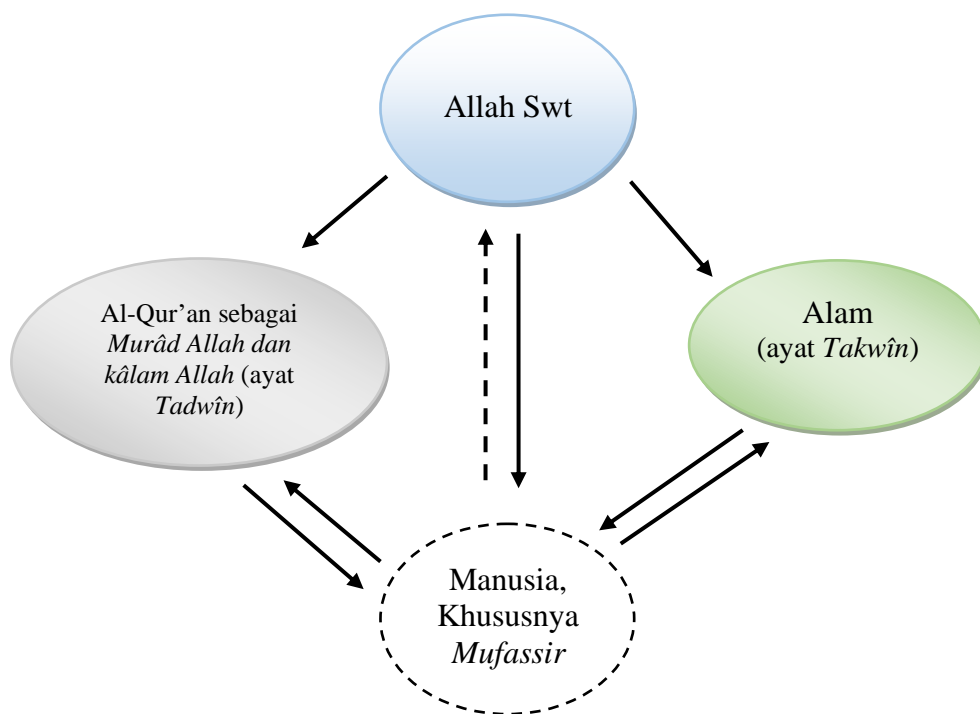 Allah Swt
Al-Qur’an sebagai
Murâd Allah dan
kâlam Allah (ayat
Tadwîn)
Alam
(ayat Takwîn)
Manusia,
Khususnya
Mufassir